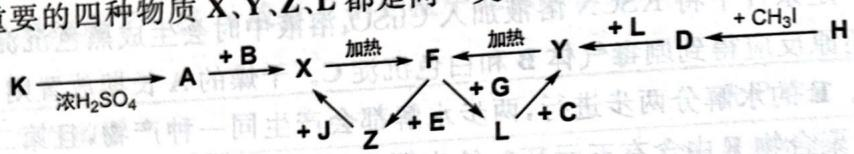 重要的四种物质 X、Y、Z、L 都是
K 浓H₂SO₄ A + B X 加热 F 加热 Y + L D + CH₃I H
+ J Z + E + G L + C